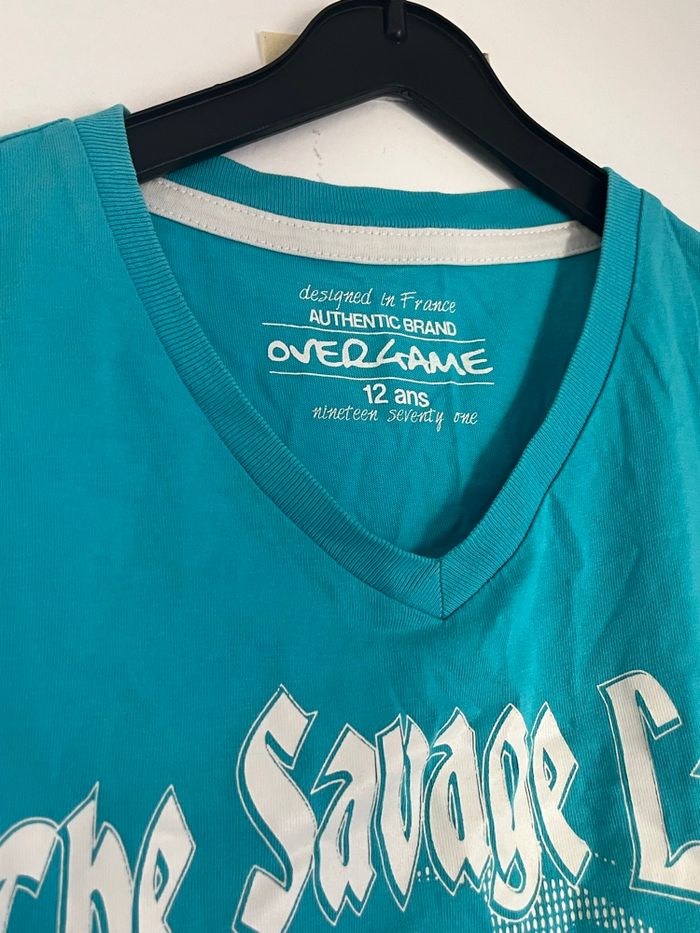 designed in France
AUTHENTIC BRAND
OVERGAME
12 ans
nineteen seventy one
The Savage